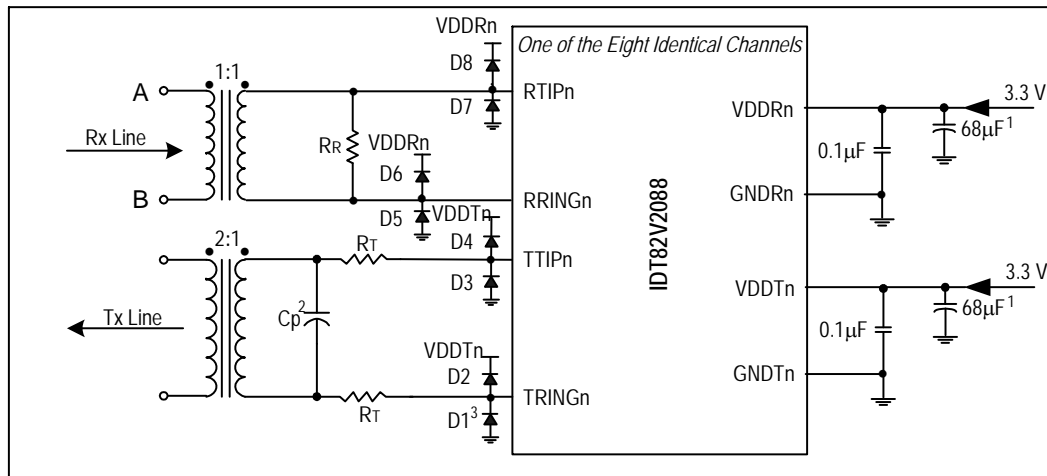 One of the Eight Identical Channels
VDDRn
D8
1:1
A
RTIPn
D7
VDDRn
3.3 V
68µF1
Rx Line
RR
VDDRn
D6
0.1µF
B
RRINGn
GNDRn
D5
VDDTn
D4
2:1
RT
TTIPn
D3
IDT82V2088
VDDTn
3.3 V
68µF1
Tx Line
Cp2
0.1µF
VDDTn
D2
GNDTn
TRINGn
RT
D13